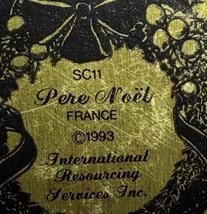 SC11
Pere Noël
FRANCE
©1993
International
Resourcing
Services Inc.